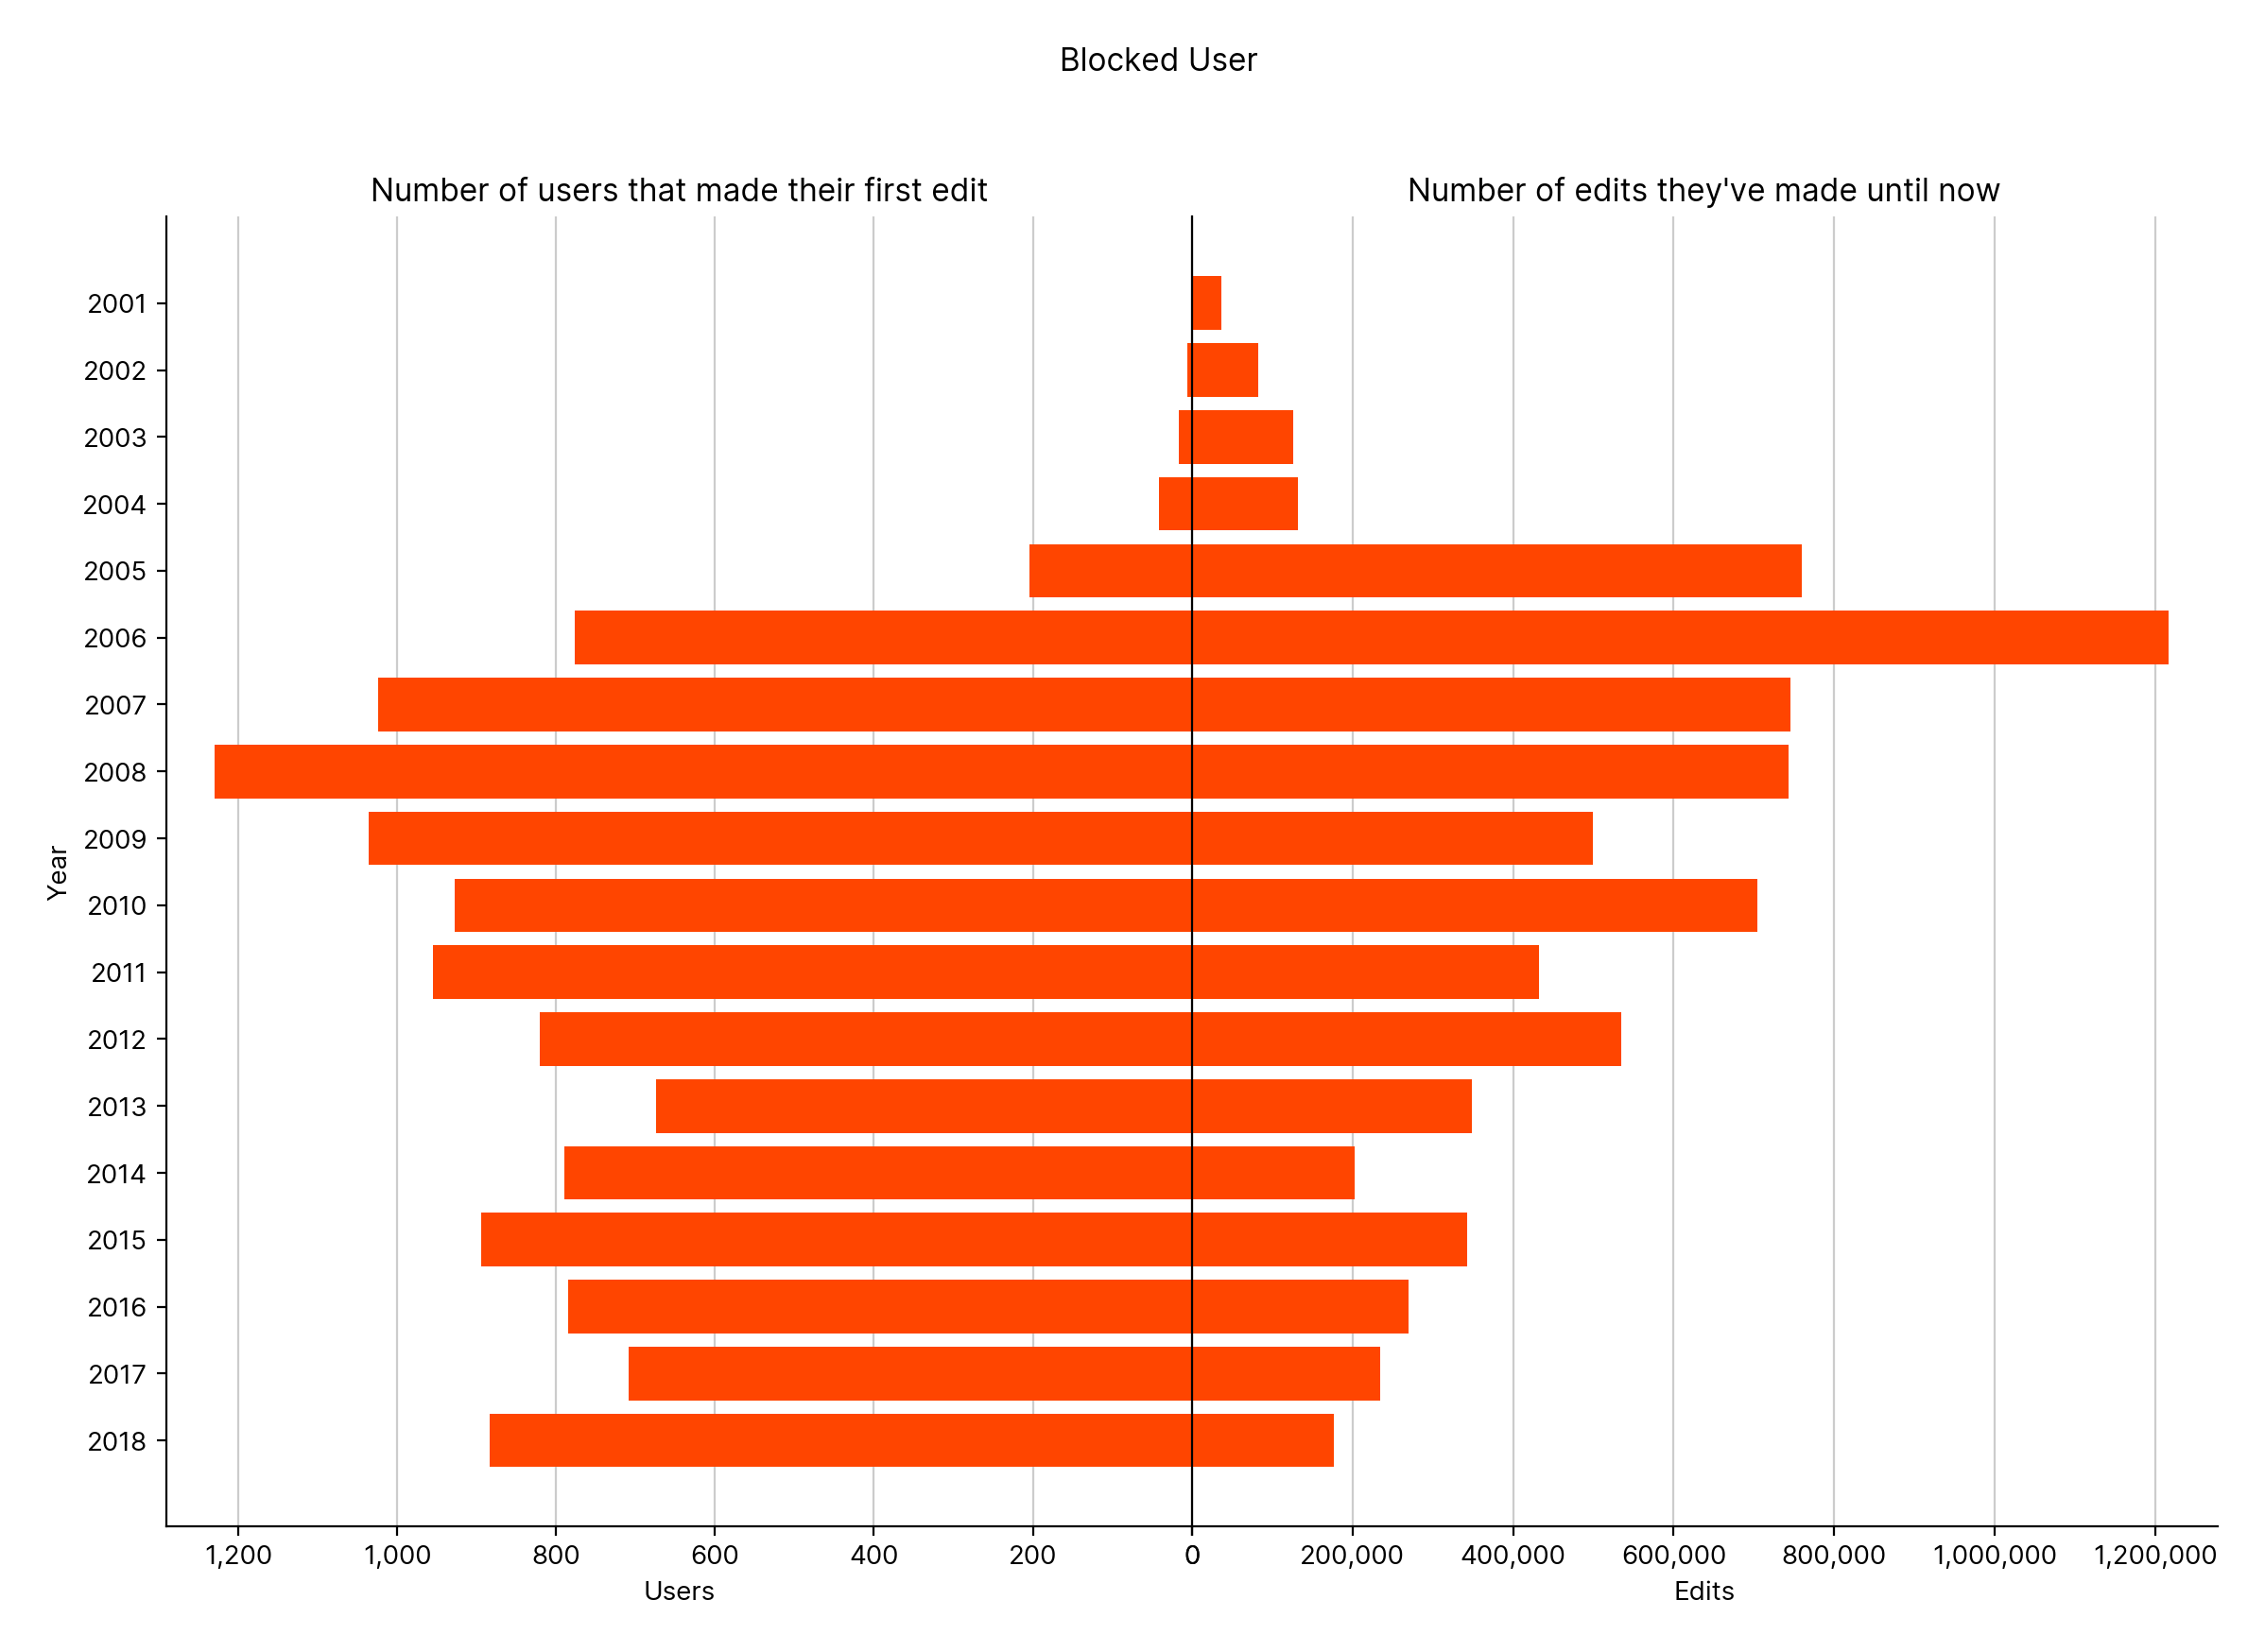 Blocked User
Number of users that made their first edit
Number of edits they've made until now
Year
2001
2002
2003
2004
2005
2006
2007
2008
2009
2010
2011
2012
2013
2014
2015
2016
2017
2018
1,200 1,000 800 600 400 200 0 200,000 400,000 600,000 800,000 1,000,000 1,200,000
Users
Edits